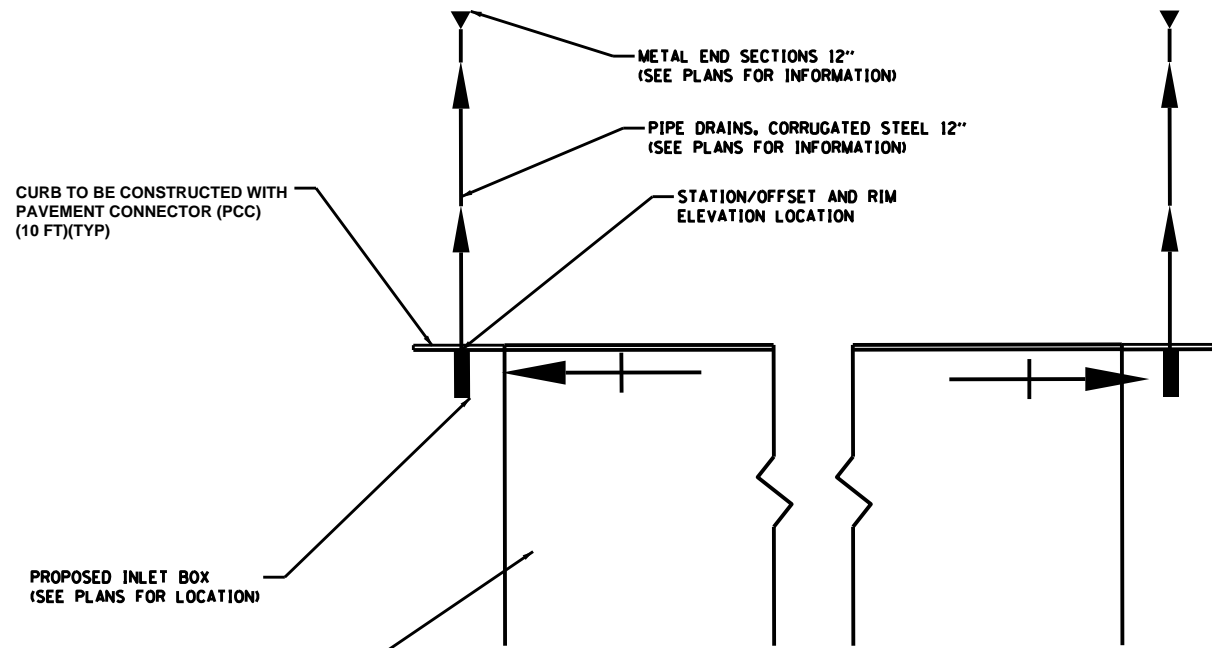 METAL END SECTIONS 12"
(SEE PLANS FOR INFORMATION)
PIPE DRAINS, CORRUGATED STEEL 12"
(SEE PLANS FOR INFORMATION)
CURB TO BE CONSTRUCTED WITH
PAVEMENT CONNECTOR (PCC)
(10 FT)(TYP)
STATION/OFFSET AND RIM
ELEVATION LOCATION
PROPOSED INLET BOX
(SEE PLANS FOR LOCATION)